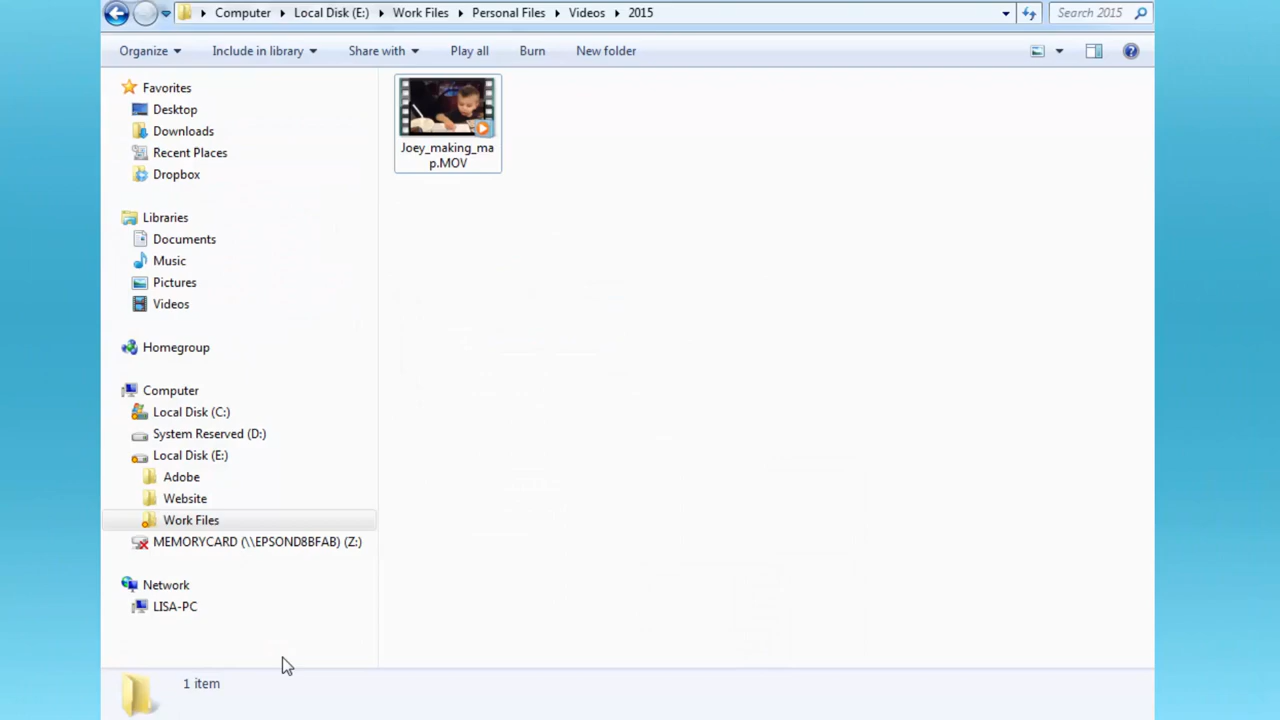 Computer Local Disk (E:) Work Files Personal Files Videos 2015 Search 2015
Organize Include in library Share with Play all Burn New folder
Favorites
Desktop
Downloads
Recent Places
Dropbox
Libraries
Documents
Music
Pictures
Videos
Homegroup
Computer
Local Disk (C:)
System Reserved (D:)
Local Disk (E:)
Adobe
Website
Work Files
MEMORYCARD (\\EPSOND8BFAB) (Z:)
Network
LISA-PC
Joey_making_ma
p.MOV
1 item